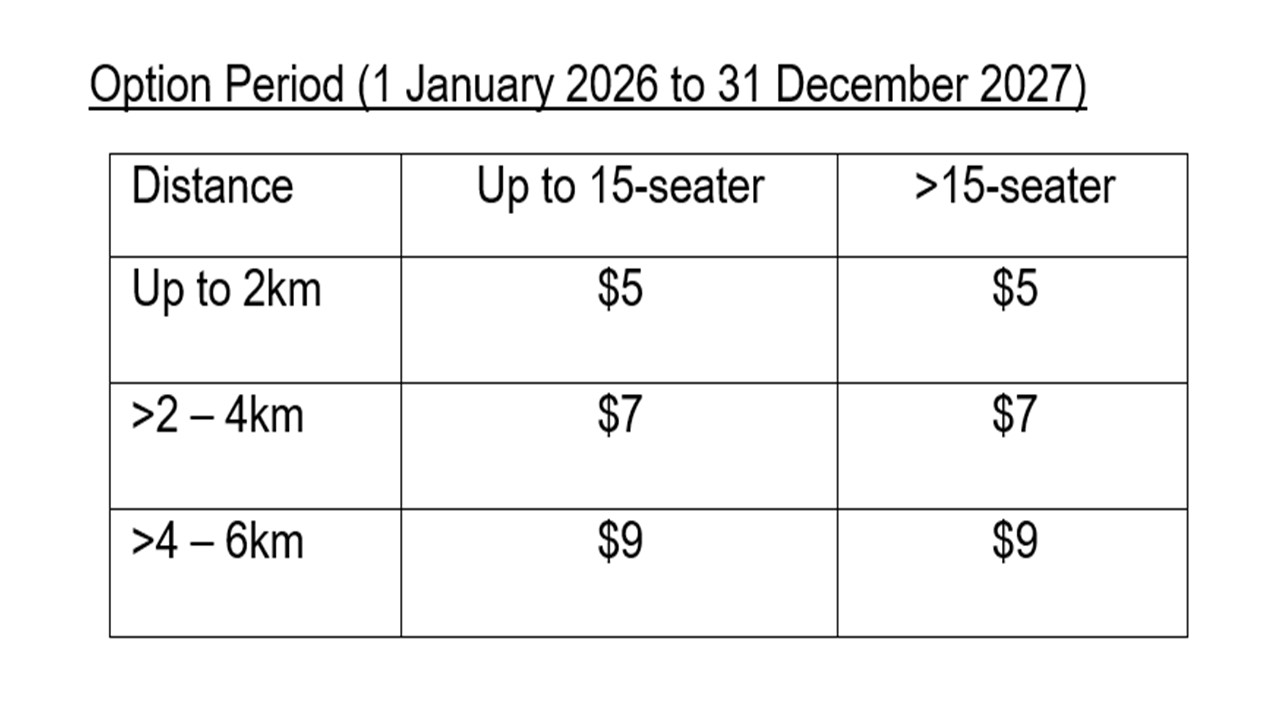 Option Period (1 January 2026 to 31 December 2027)
Distance Up to 15-seater >15-seater
Up to 2km $5 $5
>2 – 4km $7 $7
>4 – 6km $9 $9